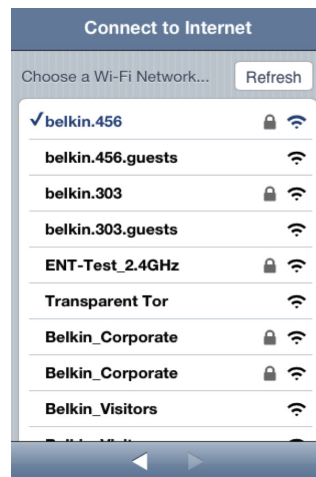 Connect to Internet
Choose a Wi-Fi Network... Refresh
belkin.456
belkin.456.guests
belkin.303
belkin.303.guests
ENT-Test_2.4GHz
Transparent Tor
Belkin_Corporate
Belkin_Corporate
Belkin_Visitors